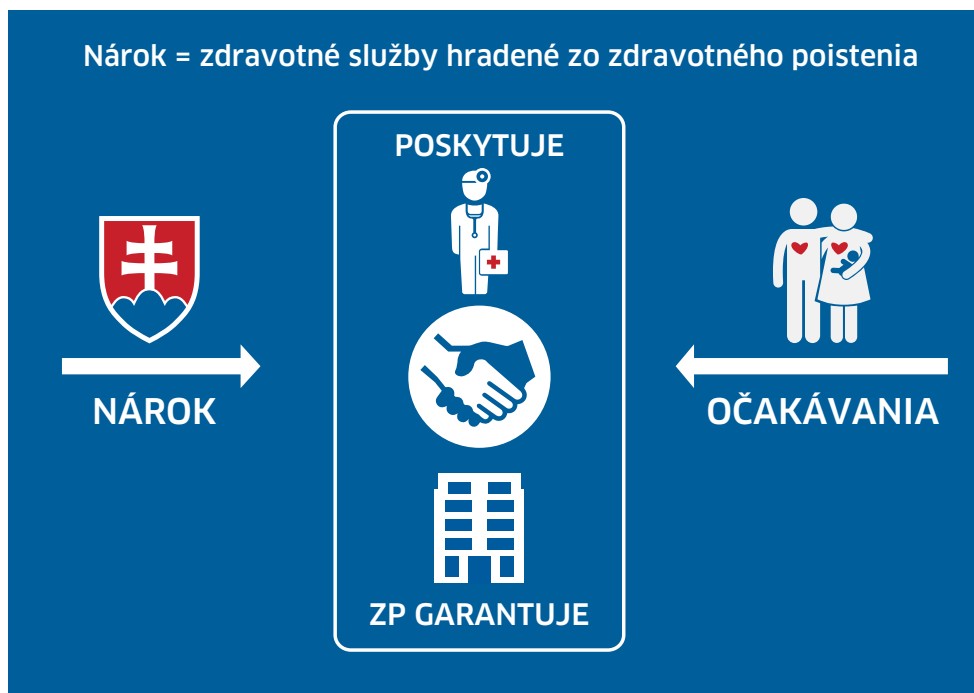 Nárok = zdravotné služby hradené zo zdravotného poistenia
POSKYTUJE
NÁROK
OČAKÁVANIA
ZP GARANTUJE